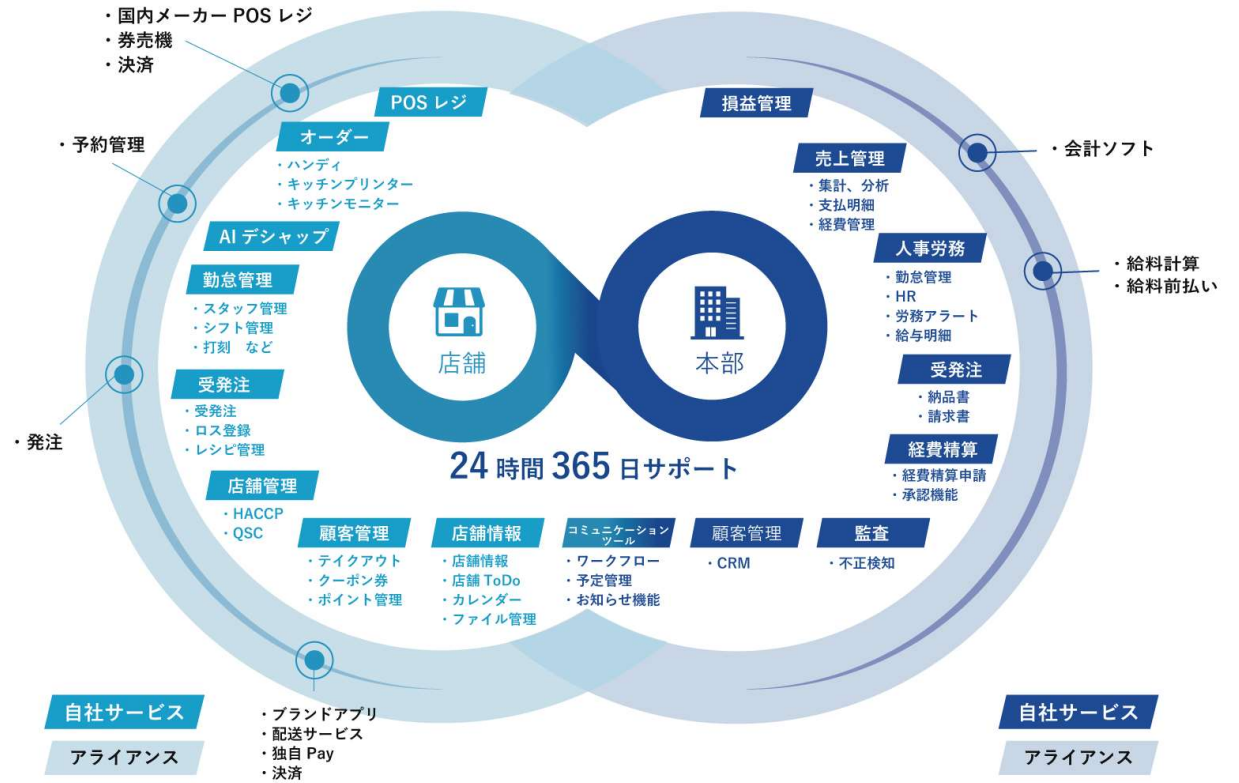 ・国内メーカー POS レジ
・券売機
・決済
・予約管理
・発注
POS レジ
オーダー
・ハンディ
・キッチンプリンター
・キッチンモニター
AI デシャップ
勤怠管理
・スタッフ管理
・シフト管理
・打刻　など
受発注
・受発注
・ロス登録
・レシピ管理
店舗管理
・HACCP
・QSC
顧客管理
・テイクアウト
・クーポン券
・ポイント管理
店舗情報
・店舗情報
・店舗 ToDo
・カレンダー
・ファイル管理
コミュニケーション
ツール
・ワークフロー
・予定管理
・お知らせ機能
顧客管理
・CRM
監査
・不正検知
店舗
本部
24 時間 365 日サポート
損益管理
売上管理
・集計、分析
・支払明細
・経費管理
人事労務
・勤怠管理
・HR
・労務アラート
・給与明細
受発注
・納品書
・請求書
経費精算
・経費精算申請
・承認機能
・会計ソフト
・給料計算
・給料前払い
・ブランドアプリ
・配送サービス
・独自 Pay
・決済
自社サービス
アライアンス
自社サービス
アライアンス